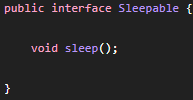 public interface Sleepable {
void sleep();
}